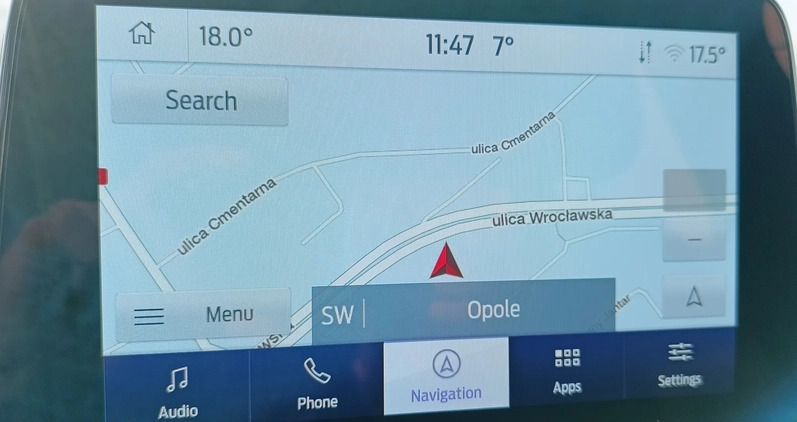 18.0°
11:47 7°
17.5°
Search
ulica Cmentarna
ulica Cmentarna
ulica Wrocławska
Menu
SW
Opole
Audio
Phone
Navigation
Apps
Settings